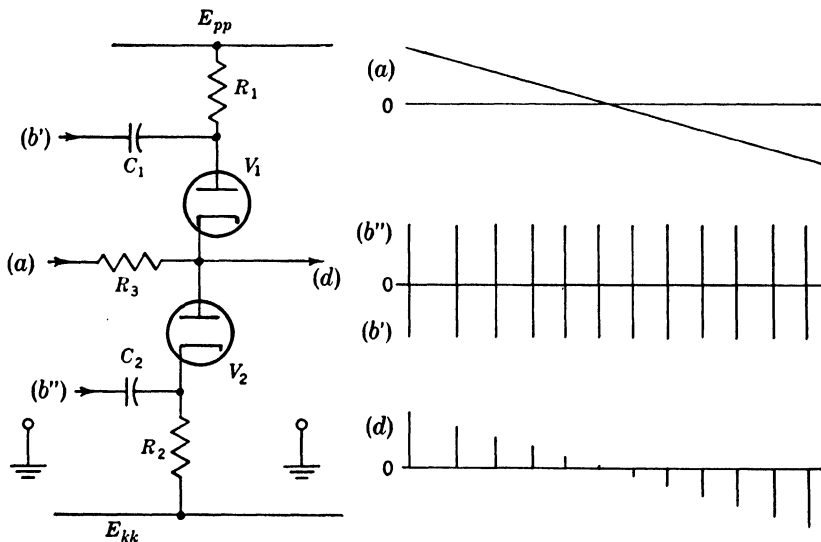 E_pp
R_1
(b')
C_1
V_1
(a)
R_3
(d)
C_2
V_2
(b'')
R_2
E_kk
(a)
0
(b'')
0
(b')
(d)
0